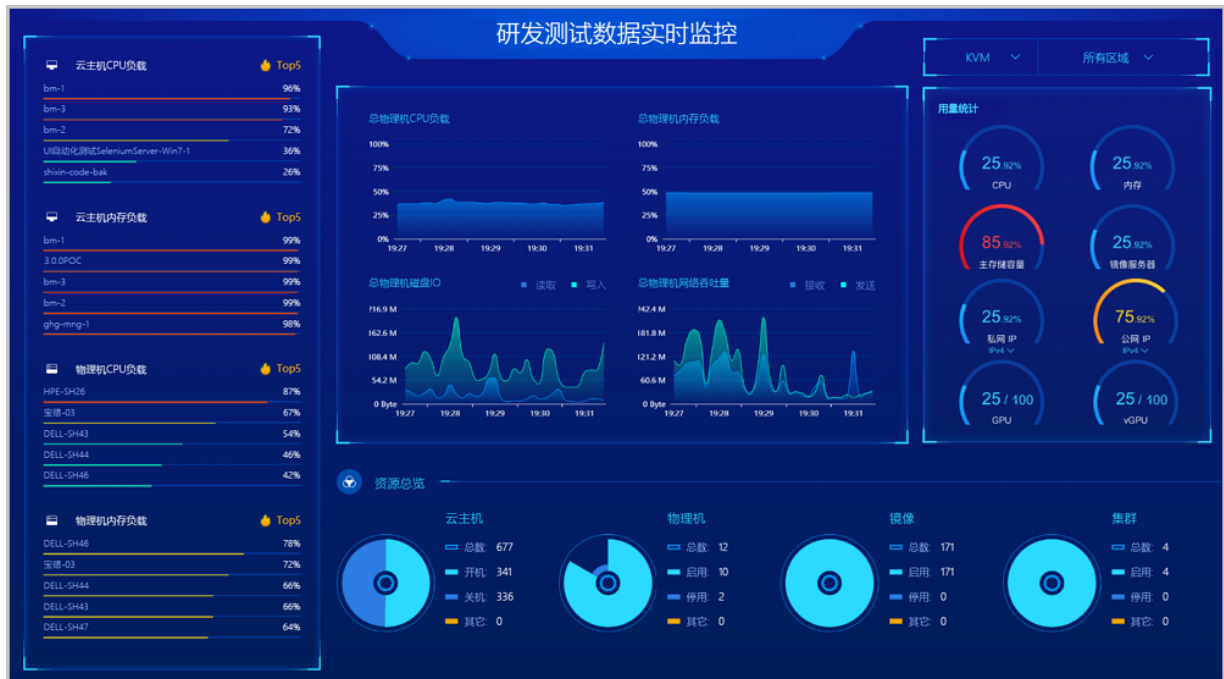 研发测试数据实时监控
云主机CPU负载 Top5
bm-1 96%
bm-3 93%
bm-2 72%
UI自动化测试SeleniumServer-Win7-1 36%
shixin-code-bak 26%
云主机内存负载 Top5
bm-1 99%
3.0.0POC 99%
bm-3 99%
bm-2 99%
ghg-mng-1 98%
物理机CPU负载 Top5
HPE-SH26 87%
宝德-03 67%
DELL-SH43 54%
DELL-SH44 46%
DELL-SH46 42%
物理机内存负载 Top5
DELL-SH46 78%
宝德-03 72%
DELL-SH44 66%
DELL-SH43 66%
DELL-SH47 64%
总物理机CPU负载
100%
75%
50%
25%
0%
19:27 19:28 19:29 19:30 19:31
总物理机内存负载
100%
75%
50%
25%
0%
19:27 19:28 19:29 19:30 19:31
总物理机磁盘IO 读取 写入
216.9 M
162.6 M
108.4 M
54.2 M
0 Byte
19:27 19:28 19:29 19:30 19:31
总物理机网络吞吐量 接收 发送
242.4 M
181.8 M
121.2 M
60.6 M
0 Byte
19:27 19:28 19:29 19:30 19:31
KVM 所有区域
用量统计
25.92% 25.92%
CPU 内存
85.92% 25.92%
主存储容量 镜像服务器
25.92% 75.92%
私网 IP 公网 IP
IPv4 IPv4
25 / 100 25 / 100
GPU vGPU
资源总览
云主机
总数: 677
开机: 341
关机: 336
其它: 0
物理机
总数: 12
启用: 10
停用: 2
其它: 0
镜像
总数: 171
启用: 171
停用: 0
其它: 0
集群
总数: 4
启用: 4
停用: 0
其它: 0